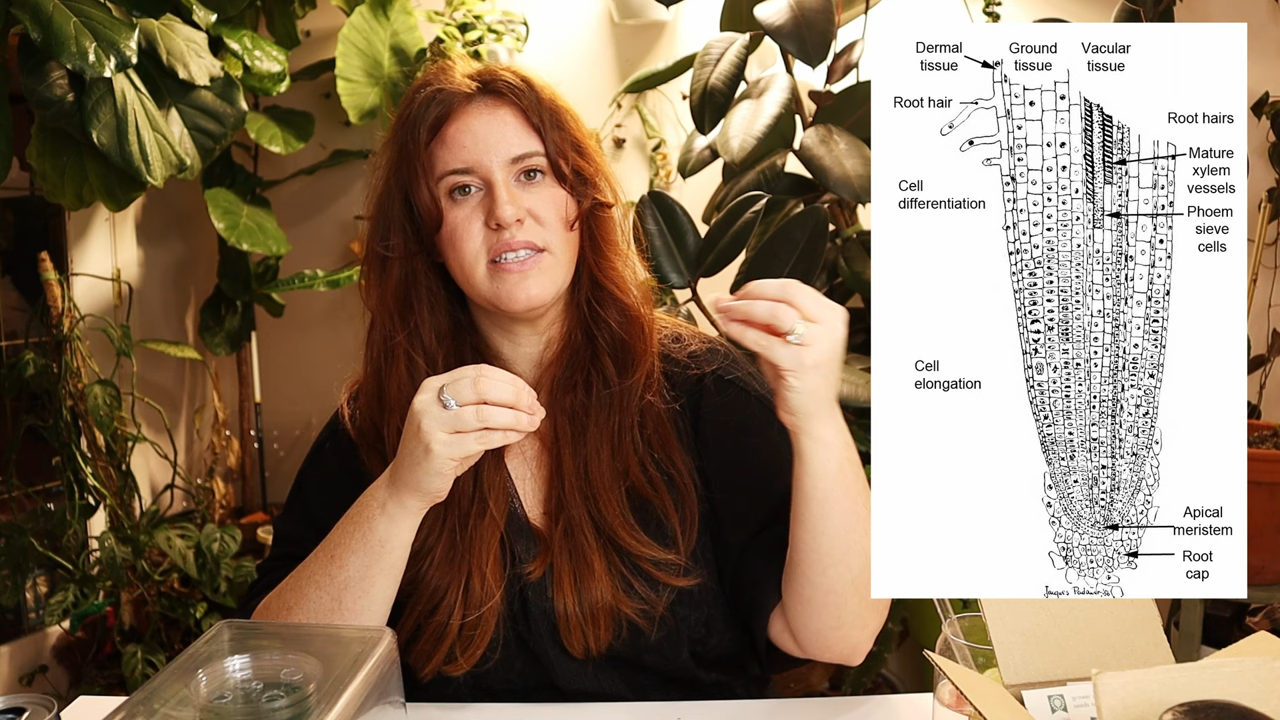 Dermal
tissue
Ground
tissue
Vacular
tissue
Root hair
Root hairs
Mature
xylem
vessels
Cell
differentiation
Phoem
sieve
cells
Cell
elongation
Apical
meristem
Root
cap